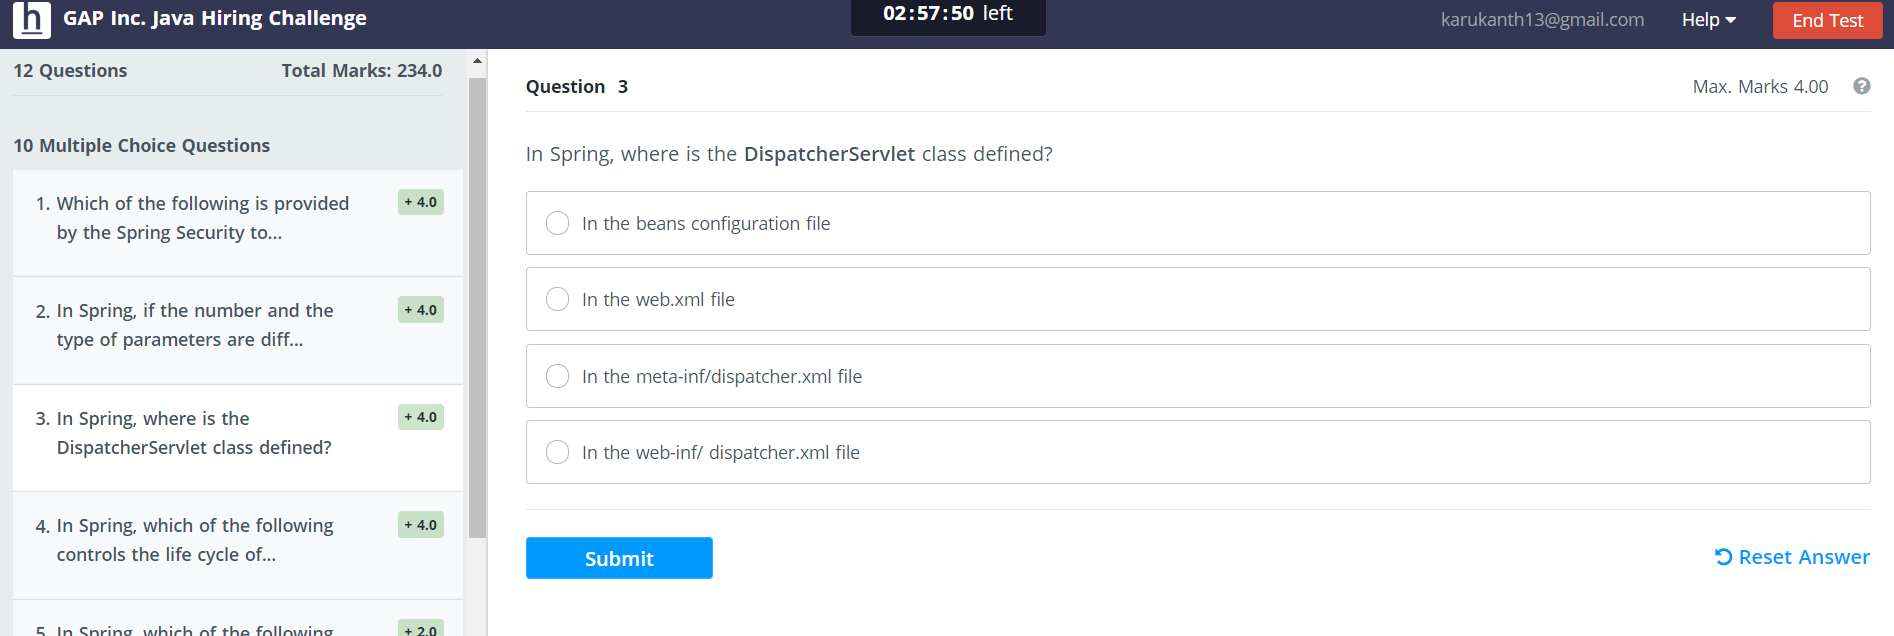 h GAP Inc. Java Hiring Challenge
02:57:50 left
karukanth13@gmail.com
Help
End Test
12 Questions
Total Marks: 234.0
10 Multiple Choice Questions
1. Which of the following is provided
by the Spring Security to...
+ 4.0
2. In Spring, if the number and the
type of parameters are diff...
+ 4.0
3. In Spring, where is the
DispatcherServlet class defined?
+ 4.0
4. In Spring, which of the following
controls the life cycle of...
+ 4.0
5. In Spring, which of the following
+ 2.0
Question 3
Max. Marks 4.00
?
In Spring, where is the DispatcherServlet class defined?
In the beans configuration file
In the web.xml file
In the meta-inf/dispatcher.xml file
In the web-inf/ dispatcher.xml file
Submit
Reset Answer